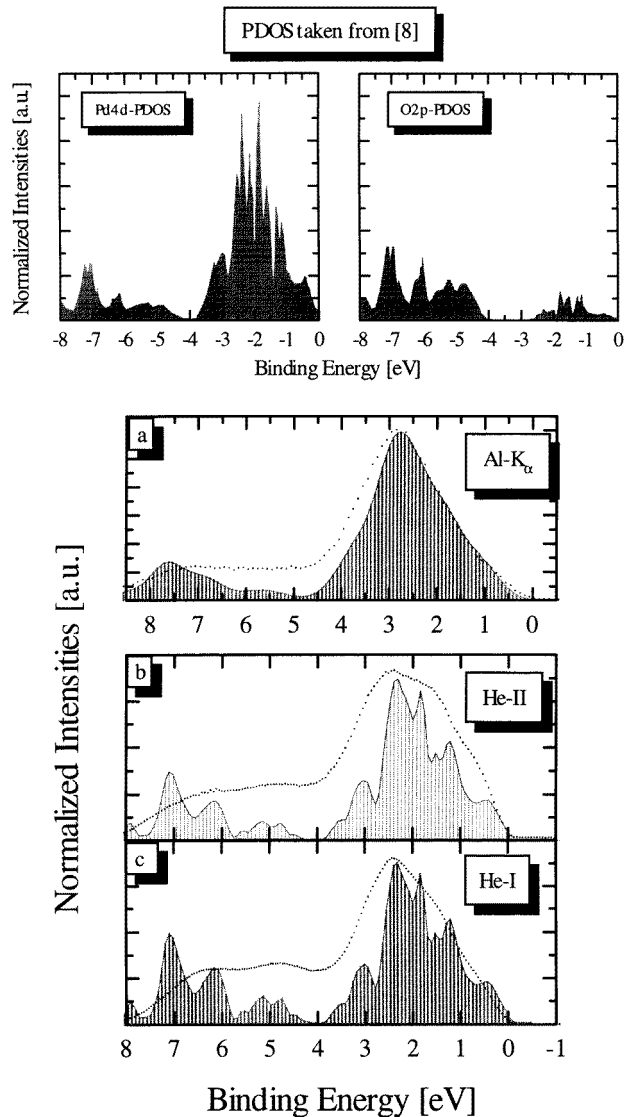 PDOS taken from [8]
Normalized Intensities [a.u.]
Pd4d-PDOS
O2p-PDOS
-8 -7 -6 -5 -4 -3 -2 -1 0
-8 -7 -6 -5 -4 -3 -2 -1 0
Binding Energy [eV]
Normalized Intensities [a.u.]
a
Al-Kα
8 7 6 5 4 3 2 1 0
b
He-II
c
He-I
8 7 6 5 4 3 2 1 0 -1
Binding Energy [eV]